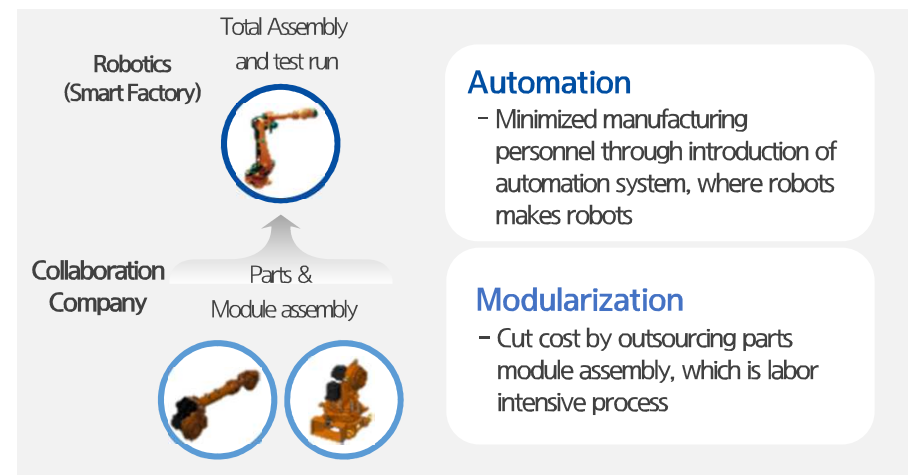 Total Assembly
and test run
Robotics
(Smart Factory)
Collaboration
Company
Parts &
Module assembly
Automation
- Minimized manufacturing
personnel through introduction of
automation system, where robots
makes robots
Modularization
- Cut cost by outsourcing parts
module assembly, which is labor
intensive process